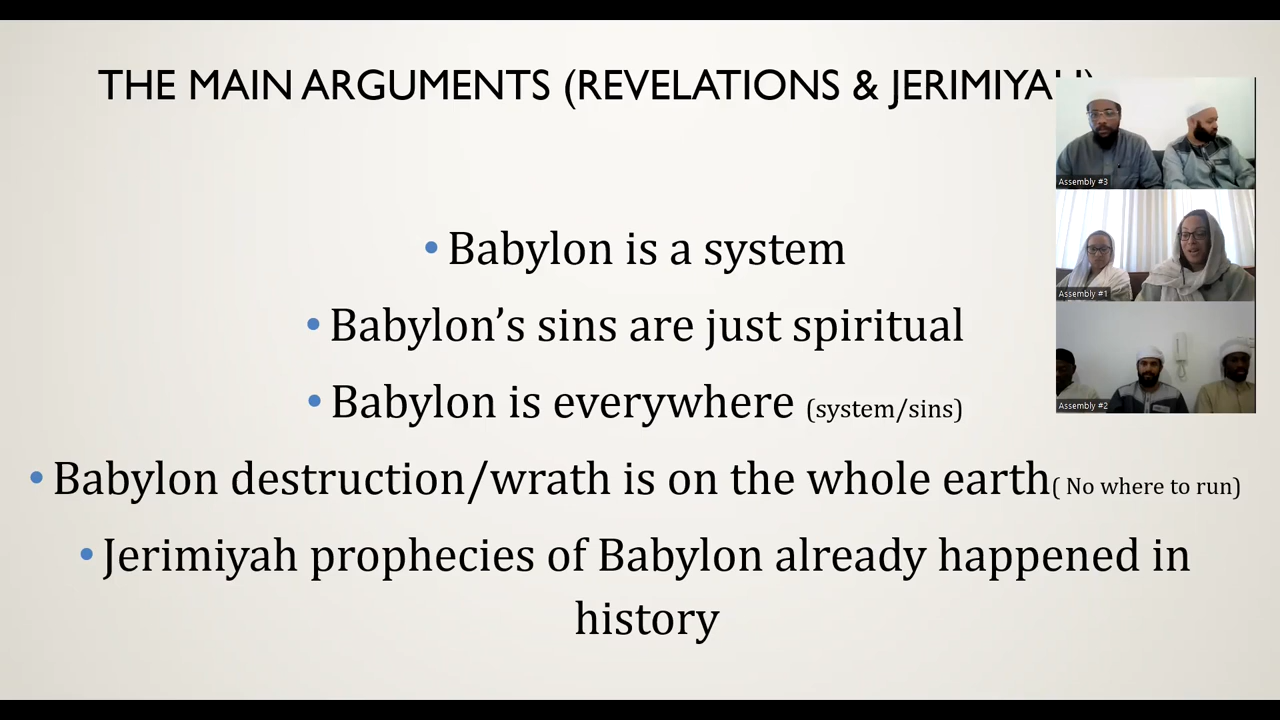 THE MAIN ARGUMENTS (REVELATIONS & JERIMIYAH)
• Babylon is a system
• Babylon’s sins are just spiritual
• Babylon is everywhere (system/sins)
• Babylon destruction/wrath is on the whole earth( No where to run)
• Jerimiyah prophecies of Babylon already happened in
history
Assembly #3
Assembly #1
Assembly #2